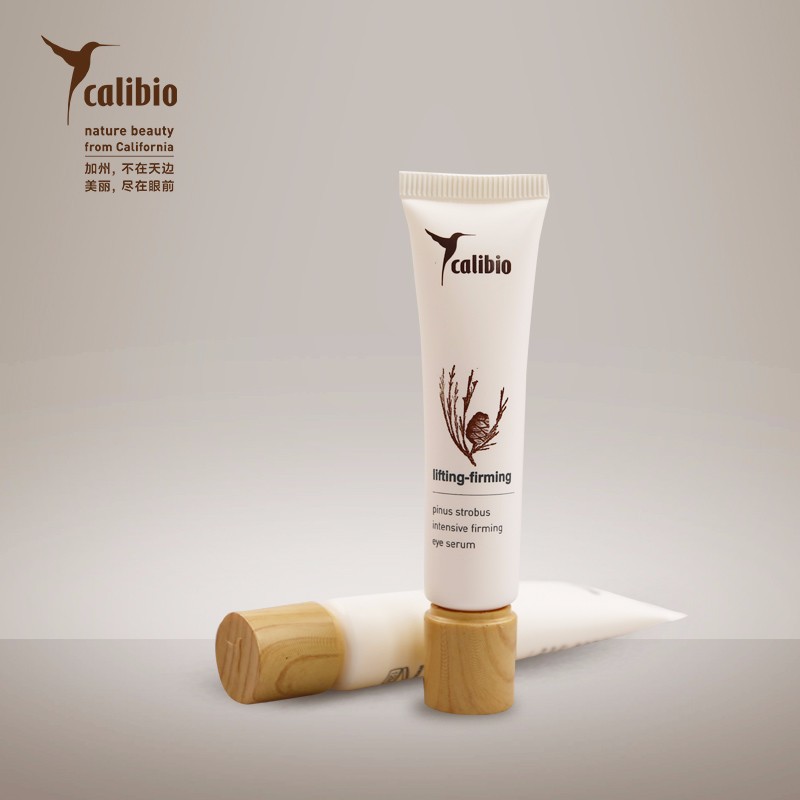 calibio
nature beauty
from California
加州，不在天边
美丽，尽在眼前
calibio
lifting-firming
pinus strobus
intensive firming
eye serum